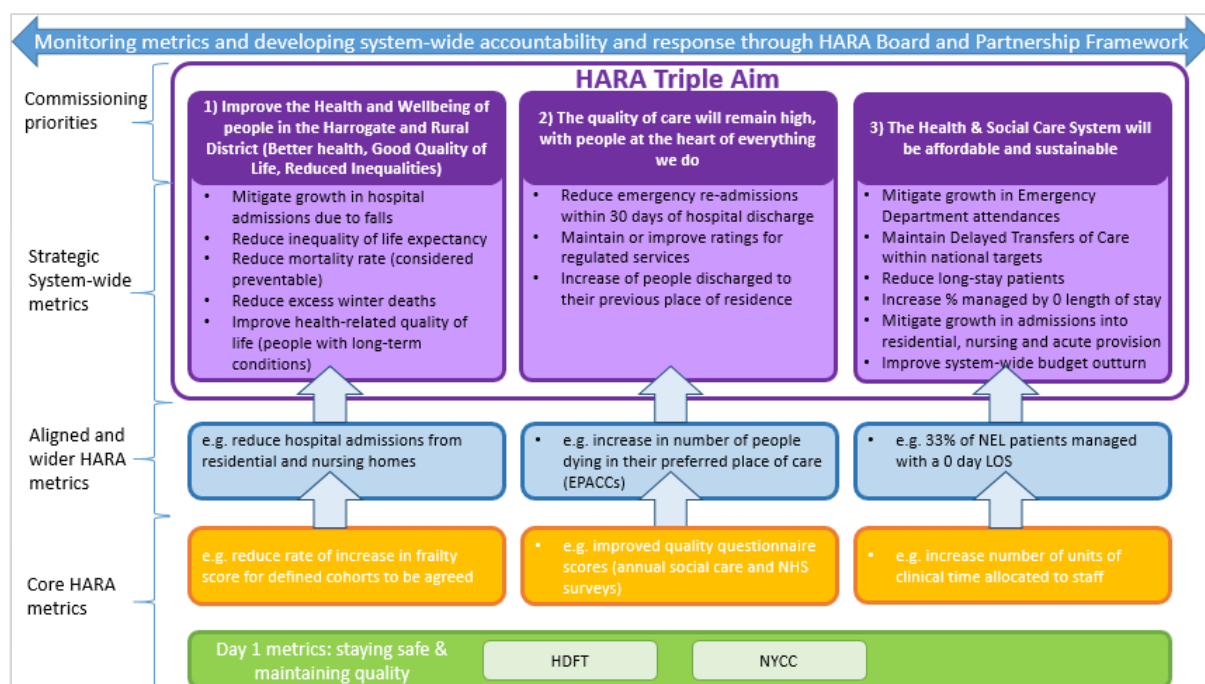 Monitoring metrics and developing system-wide accountability and response through HARA Board and Partnership Framework
HARA Triple Aim
Commissioning
priorities
1) Improve the Health and Wellbeing of
people in the Harrogate and Rural
District (Better health, Good Quality of
Life, Reduced Inequalities)
2) The quality of care will remain high,
with people at the heart of everything
we do
3) The Health & Social Care System will
be affordable and sustainable
Strategic
System-wide
metrics
• Mitigate growth in hospital
admissions due to falls
• Reduce inequality of life expectancy
• Reduce mortality rate (considered
preventable)
• Reduce excess winter deaths
• Improve health-related quality of
life (people with long-term
conditions)
• Reduce emergency re-admissions
within 30 days of hospital discharge
• Maintain or improve ratings for
regulated services
• Increase of people discharged to
their previous place of residence
• Mitigate growth in Emergency
Department attendances
• Maintain Delayed Transfers of Care
within national targets
• Reduce long-stay patients
• Increase % managed by 0 length of stay
• Mitigate growth in admissions into
residential, nursing and acute provision
• Improve system-wide budget outturn
Aligned and
wider HARA
metrics
e.g. reduce hospital admissions from
residential and nursing homes
• e.g. increase in number of people
dying in their preferred place of care
(EPACCs)
• e.g. 33% of NEL patients managed
with a 0 day LOS
Core HARA
metrics
e.g. reduce rate of increase in frailty
score for defined cohorts to be agreed
• e.g. improved quality questionnaire
scores (annual social care and NHS
surveys)
• e.g. increase number of units of
clinical time allocated to staff
Day 1 metrics: staying safe &
maintaining quality
HDFT
NYCC